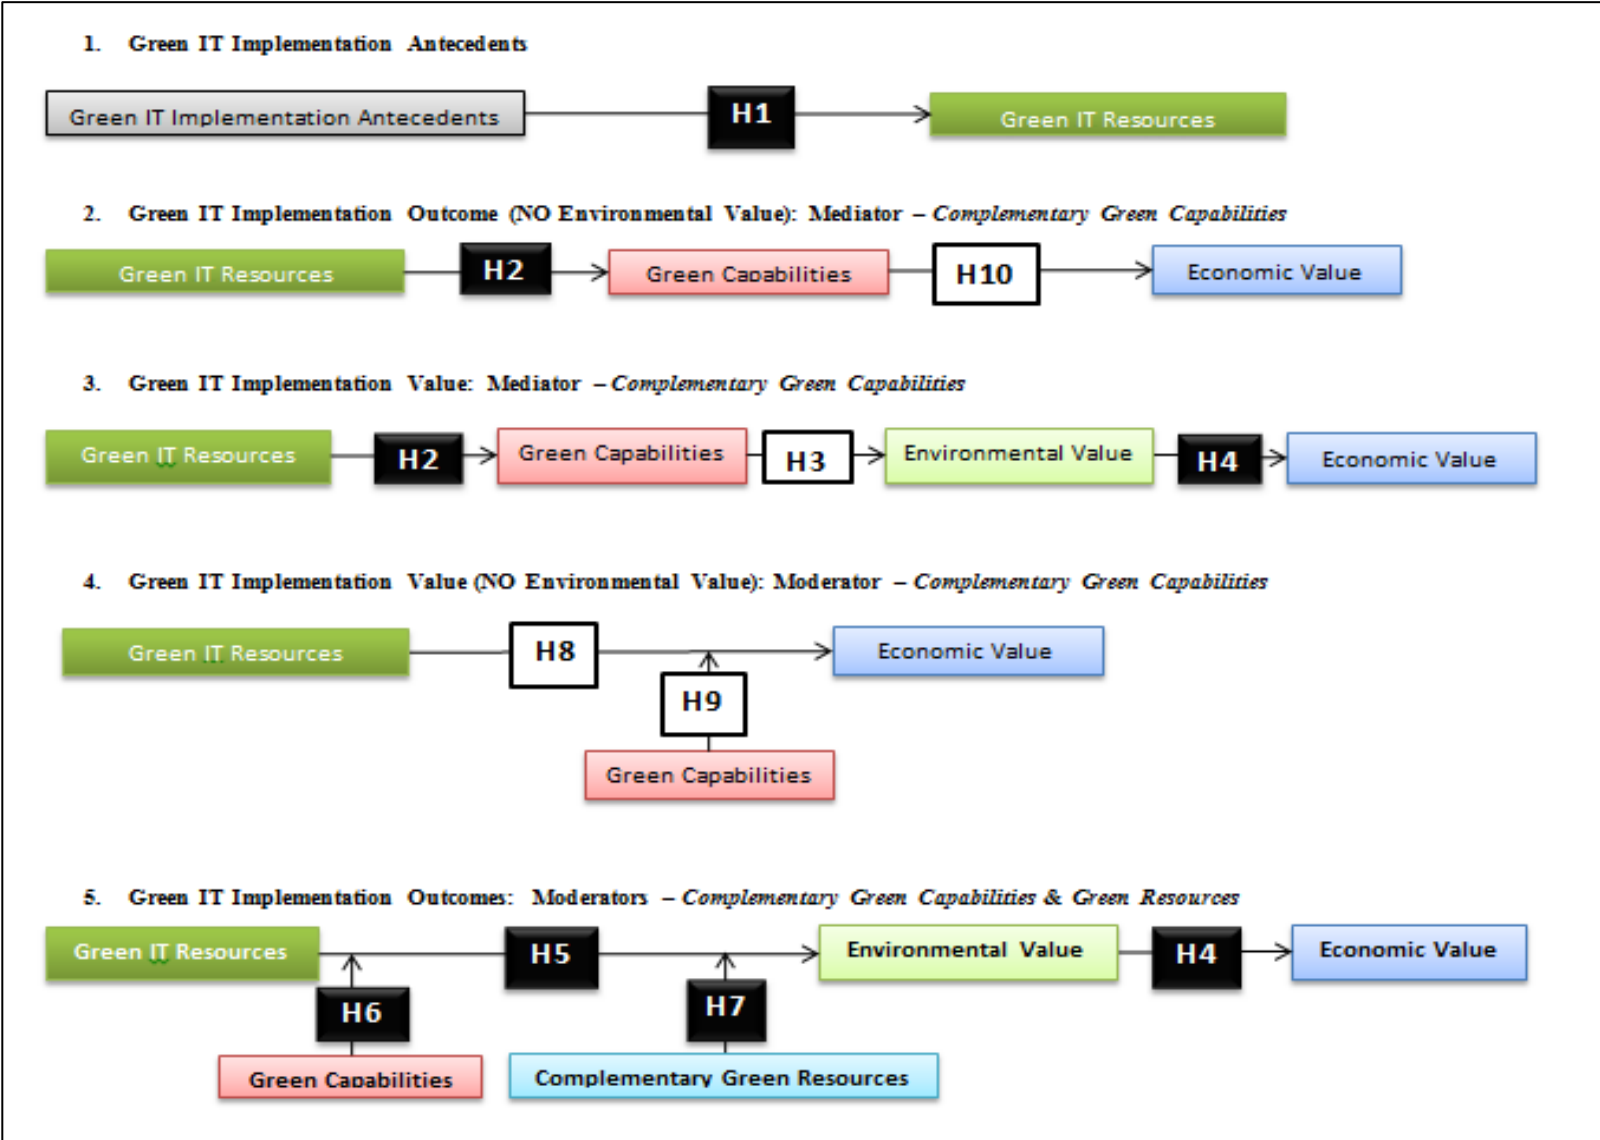 1. Green IT Implementation Antecedents
Green IT Implementation Antecedents H1 Green IT Resources
2. Green IT Implementation Outcome (NO Environmental Value): Mediator – Complementary Green Capabilities
Green IT Resources H2 Green Capabilities H10 Economic Value
3. Green IT Implementation Value: Mediator – Complementary Green Capabilities
Green IT Resources H2 Green Capabilities H3 Environmental Value H4 Economic Value
4. Green IT Implementation Value (NO Environmental Value): Moderator – Complementary Green Capabilities
Green IT Resources H8 Economic Value
H9
Green Capabilities
5. Green IT Implementation Outcomes: Moderators – Complementary Green Capabilities & Green Resources
Green IT Resources H5 Environmental Value H4 Economic Value
H6 H7
Green Capabilities Complementary Green Resources